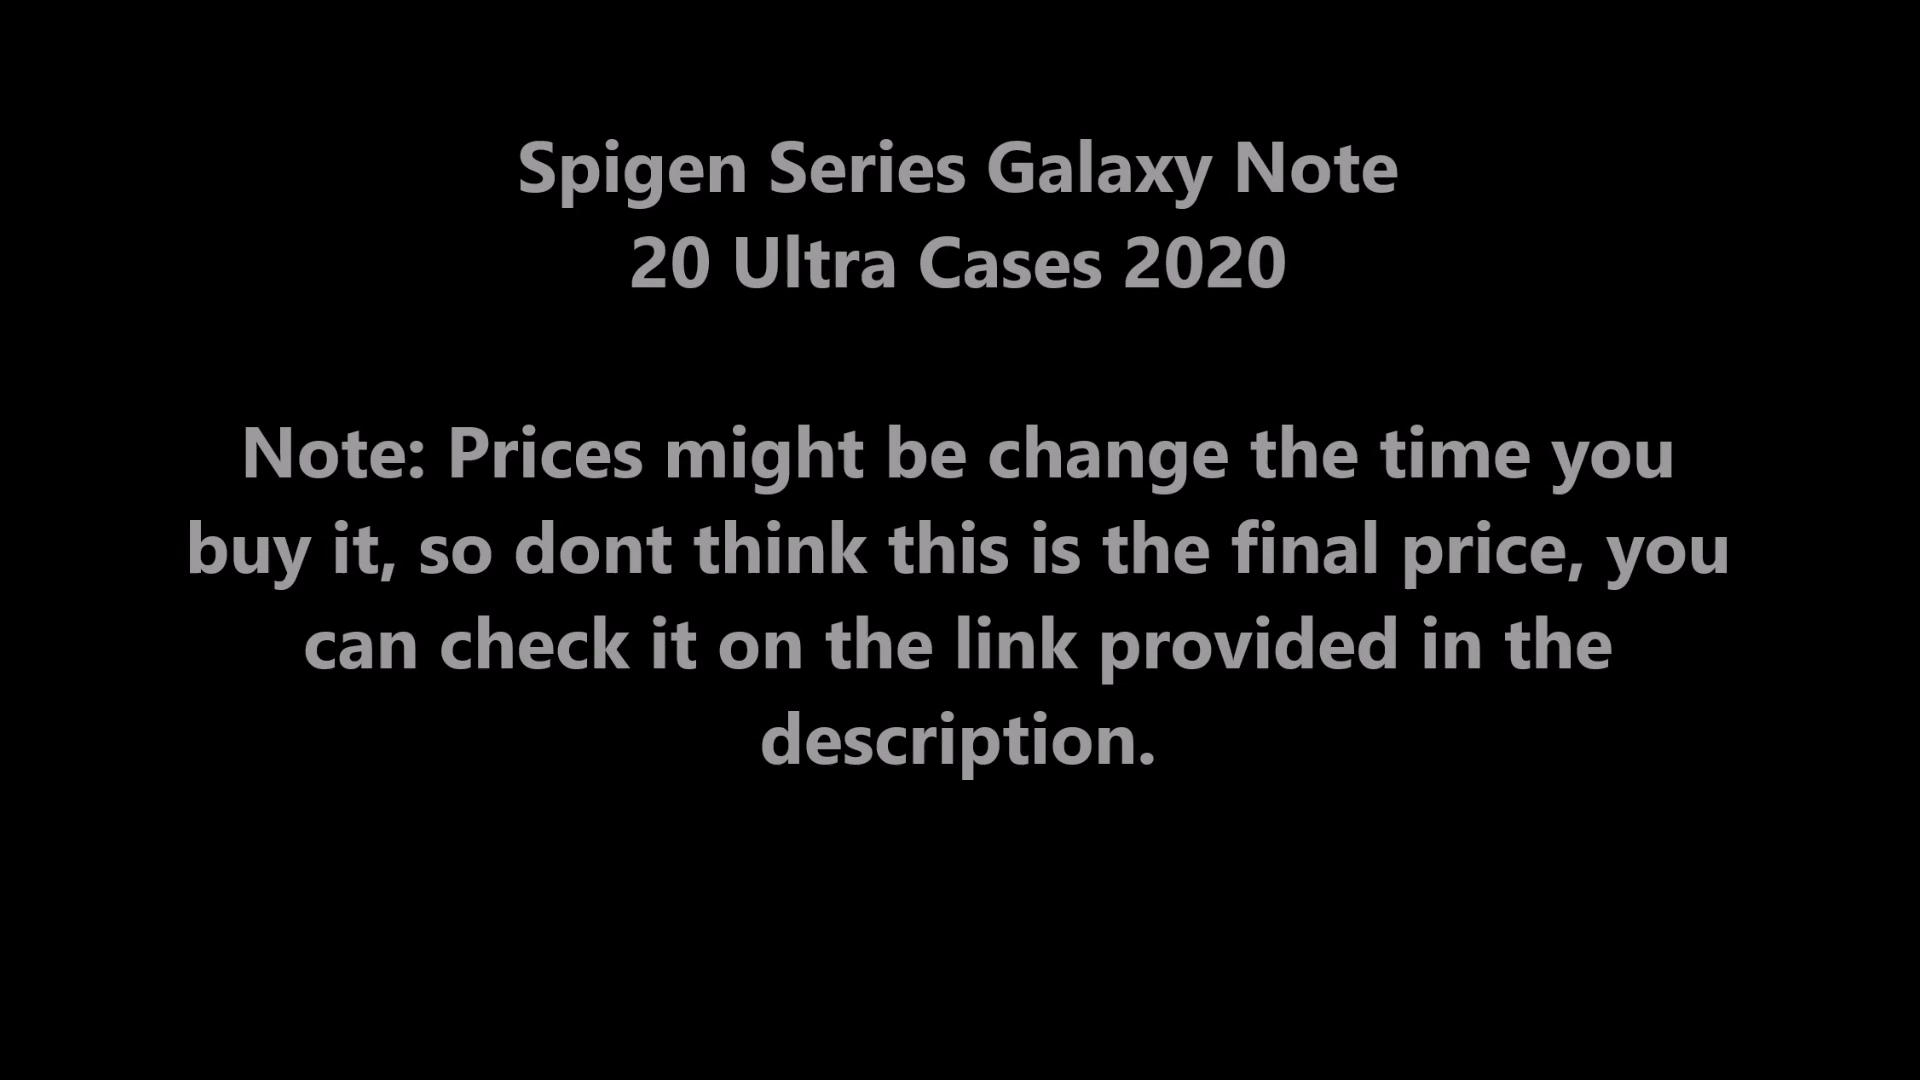 Spigen Series Galaxy Note
20 Ultra Cases 2020
Note: Prices might be change the time you
buy it, so dont think this is the final price, you
can check it on the link provided in the
description.